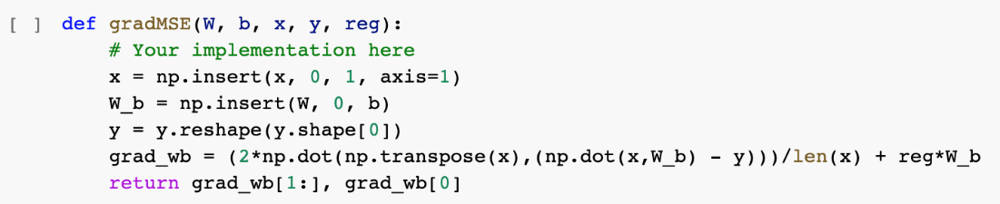 [ ] def gradMSE(W, b, x, y, reg):
# Your implementation here
x = np.insert(x, 0, 1, axis=1)
W_b = np.insert(W, 0, b)
y = y.reshape(y.shape[0])
grad_wb = (2*np.dot(np.transpose(x),(np.dot(x,W_b) - y)))/len(x) + reg*W_b
return grad_wb[1:], grad_wb[0]